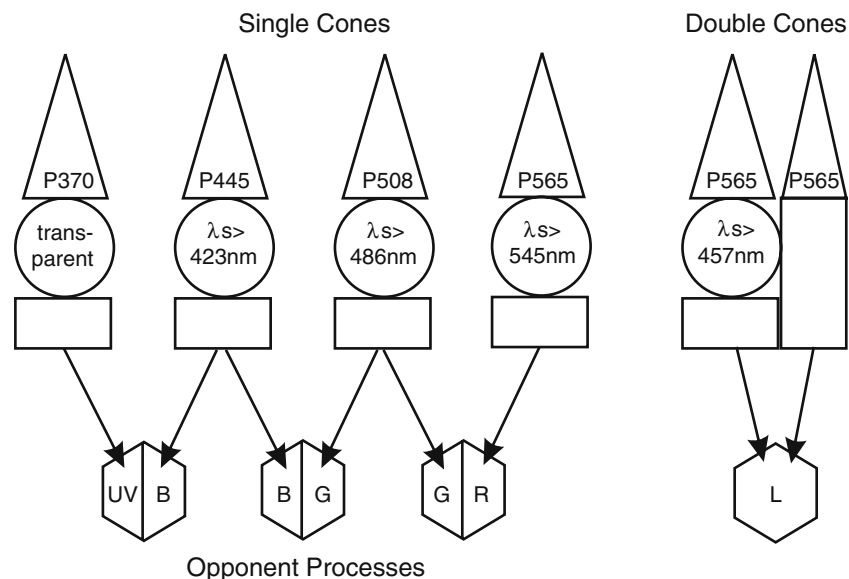 Single Cones
Double Cones
P370
P445
P508
P565
P565
P565
trans-
parent
λs>
423nm
λs>
486nm
λs>
545nm
λs>
457nm
UV
B
B
G
G
R
L
Opponent Processes